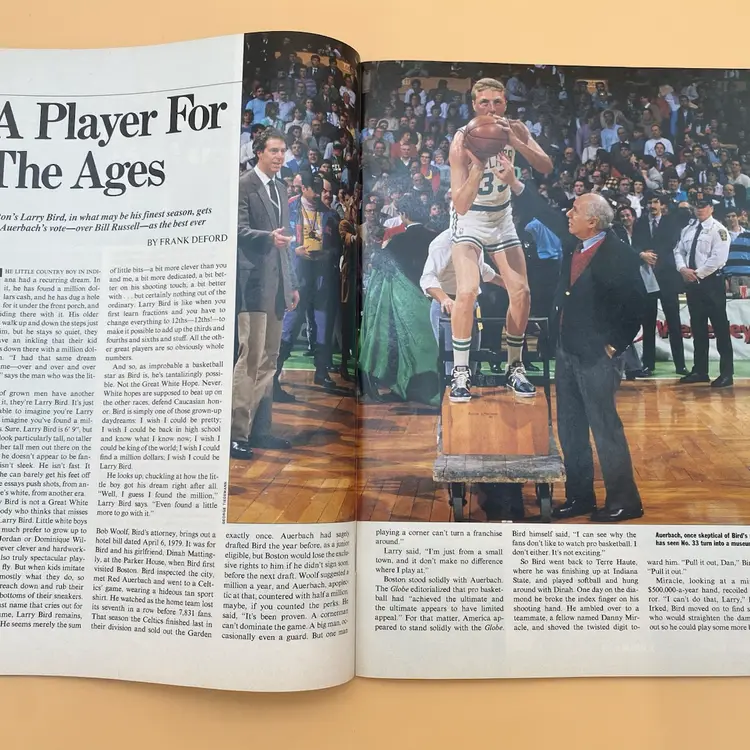 A Player For
The Ages
ton's Larry Bird, in what may be his finest season, gets
Auerbach's vote—over Bill Russell—as the best ever
BY FRANK DEFORD
THE LITTLE COUNTRY BOY IN INDI-
ana had a recurring dream. In
it, he has found a million dol-
lars cash, and he has dug a hole
for it under the front porch, and
iding there with it. His older
walk up and down the steps just
him, but he stays so quiet, they
ave an inkling that their kid
s down there with a million dol-
"I had that same dream
me—over and over and over
" says the man who was the lit-
of grown men have another
it, they're Larry Bird. It's just
able to imagine you're Larry
imagine you've found a mil-
s. Sure, Larry Bird is 6' 9", but
look particularly tall, no taller
her tall men out there on the
he doesn't appear to be fan-
isn't sleek. He isn't fast. It
he can barely get his feet off
e essays push shots, from an-
e's white, from another era.
Bird is not a Great White
ody who thinks that misses
Larry Bird. Little white boys
much prefer to grow up to
Jordan or Dominique Wil-
ever clever and hardwork-
lso truly spectacular play-
fly. But when kids imitate
mostly what they do, so
reach down and rub their
bottoms of their sneakers.
st name that cries out for
me, Larry Bird remains,
He seems merely the sum
of little bits—a bit more clever than you
and me, a bit more dedicated, a bit bet-
ter on his shooting touch, a bit better
with . . . but certainly nothing out of the
ordinary. Larry Bird is like when you
first learn fractions and you have to
change everything to 12ths—12ths!—to
make it possible to add up the thirds and
fourths and sixths and stuff. All the oth-
er great players are so obviously whole
numbers.
And so, as improbable a basketball
star as Bird is, he's tantalizingly possi-
ble. Not the Great White Hope. Never.
White hopes are supposed to beat up on
the other races, defend Caucasian hon-
or. Bird is simply one of those grown-up
daydreams: I wish I could be pretty;
I wish I could be back in high school
and know what I know now; I wish I
could be king of the world; I wish I could
find a million dollars; I wish I could be
Larry Bird.
He looks up, chuckling at how the lit-
tle boy got his dream right after all.
"Well, I guess I found the million,"
Larry Bird says. "Even found a little
more to go with it."
Bob Woolf, Bird's attorney, brings out a
hotel bill dated April 6, 1979. It was for
Bird and his girlfriend, Dinah Matting-
ly, at the Parker House, when Bird first
visited Boston. Bird inspected the city,
met Red Auerbach and went to a Cel-
tics' game, wearing a hideous tan sport
shirt. He watched as the home team lost
its seventh in a row before 7,831 fans.
That season the Celtics finished last in
their division and sold out the Garden
exactly once. Auerbach had sagely
drafted Bird the year before, as a junior
eligible, but Boston would lose the exclu-
sive rights to him if he didn't sign soon,
before the next draft. Woolf suggested a
million a year, and Auerbach, apoplec-
tic at that, countered with half a million,
maybe, if you counted the perks. He
said, "It's been proven. A cornerman
can't dominate the game. A big man, oc-
casionally even a guard. But one man
playing a corner can't turn a franchise
around."
Larry said, "I'm just from a small
town, and it don't make no difference
where I play at."
Boston stood solidly with Auerbach.
The Globe editorialized that pro basket-
ball had "achieved the ultimate and
the ultimate appears to have limited
appeal." For that matter, America ap-
peared to stand solidly with the Globe.
Bird himself said, "I can see why the
fans don't like to watch pro basketball. I
don't either. It's not exciting."
So Bird went back to Terre Haute,
where he was finishing up at Indiana
State, and played softball and hung
around with Dinah. One day on the dia-
mond he broke the index finger on his
shooting hand. He ambled over to a
teammate, a fellow named Danny Mir-
acle, and shoved the twisted digit to-
Auerbach, once skeptical of Bird's
has seen No. 33 turn into a museum
ward him. "Pull it out, Dan," Bir
"Pull it out."
Miracle, looking at a mi
$500,000-a-year hand, recoiled
r. "I can't do that, Larry,"
Irked, Bird moved on to find s
who would straighten the dam
out so he could play some more b
33